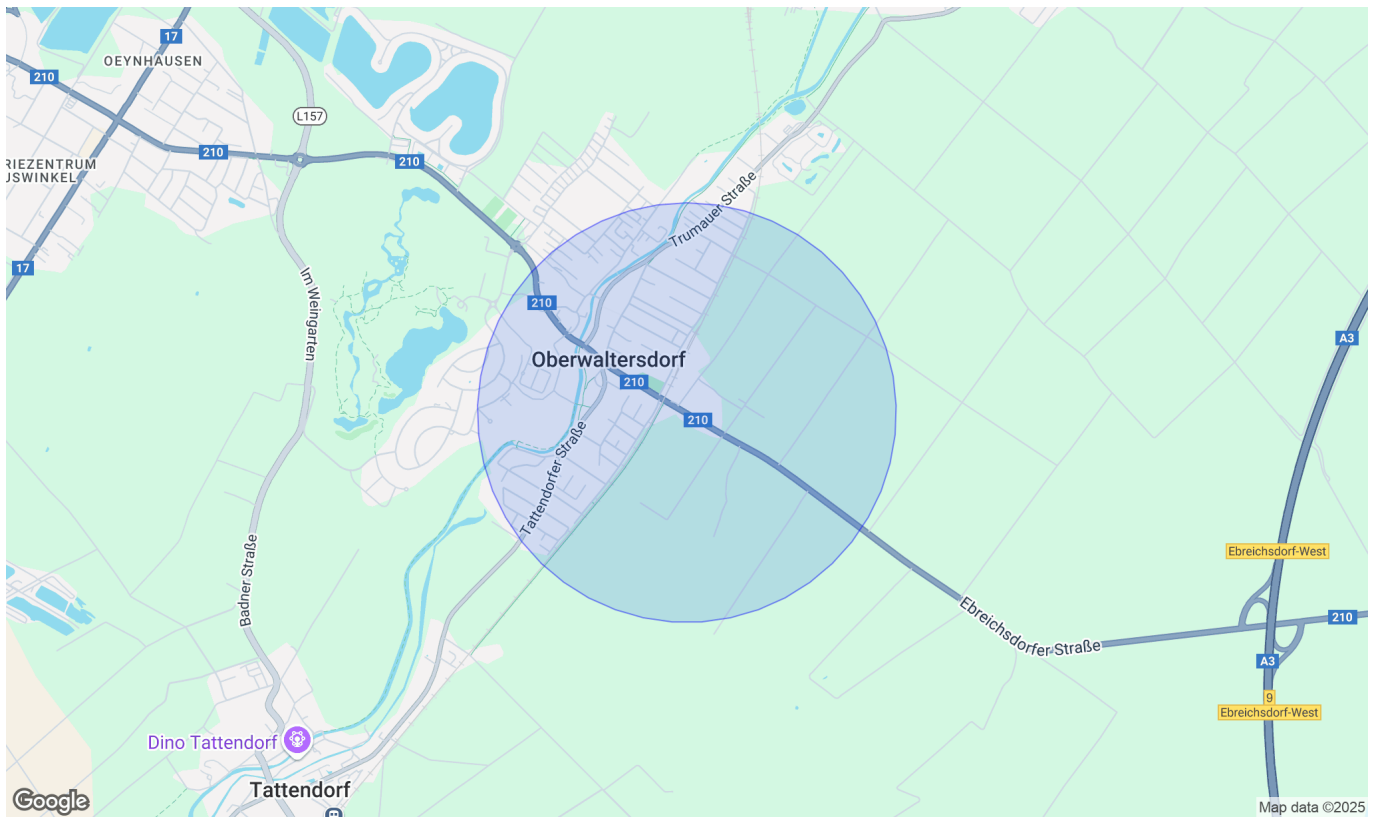 17
OEYNHAUSEN
210
L157
210
210
RIEZENTRUM
USWINKEL
Trumauer Straße
17
Im Weingarten
210
A3
Oberwaltersdorf
210
210
Tattendorfer Straße
Badner Straße
Ebreichsdorf-West
Ebreichsdorfer Straße
210
A3
9
Ebreichsdorf-West
Dino Tattendorf
Tattendorf
Google
Map data ©2025